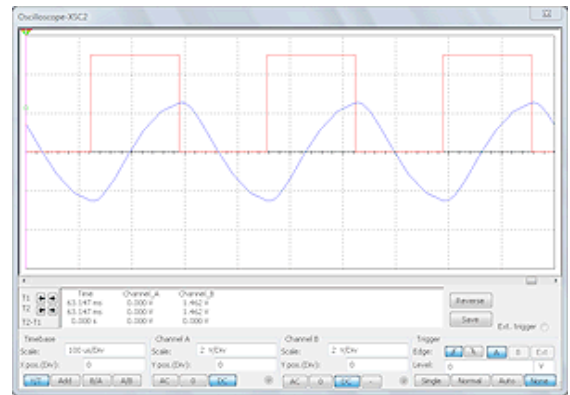 Oscilloscope-XSC2
Time Channel_A Channel_B
T1 63.147 ms 0.000 V 1.462 V
T2 63.147 ms 0.000 V 1.462 V
T2-T1 0.000 s 0.000 V 0.000 V
Reverse
Save
Ext. trigger
Timebase Channel A Channel B Trigger
Scale: 100 us/Div Scale: 2 V/Div Scale: 2 V/Div Edge: A B Ext
X pos.(Div): 0 Y pos.(Div): 0 Y pos.(Div): 0 Level: 0 V
Y/T Add B/A A/B AC 0 DC AC 0 DC - Single Normal Auto None